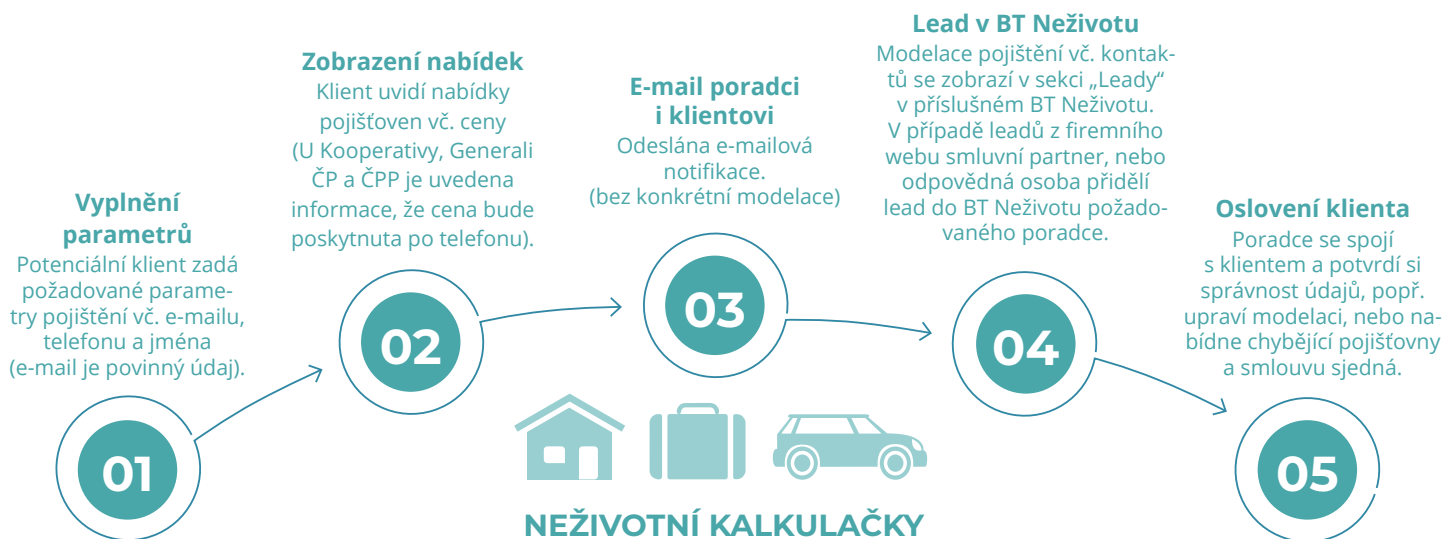 Vyplnění
parametrů
Potenciální klient zadá
požadované parame-
try pojištění vč. e-mailu,
telefonu a jména
(e-mail je povinný údaj).
01
Zobrazení nabídek
Klient uvidí nabídky
pojišťoven vč. ceny
(U Kooperativy, Generali
ČP a ČPP je uvedena
informace, že cena bude
poskytnuta po telefonu).
02
E-mail poradci
i klientovi
Odeslána e-mailová
notifikace.
(bez konkrétní modelace)
03
Lead v BT Neživotu
Modelace pojištění vč. kontak-
tů se zobrazí v sekci „Leady“
v příslušném BT Neživotu.
V případě leadů z firemního
webu smluvní partner, nebo
odpovědná osoba přidělí
lead do BT Neživotu požado-
vaného poradce.
04
Oslovení klienta
Poradce se spojí
s klientem a potvrdí si
správnost údajů, popř.
upraví modelaci, nebo na-
bídne chybějící pojišťovny
a smlouvu sjedná.
05
NEŽIVOTNÍ KALKULAČKY